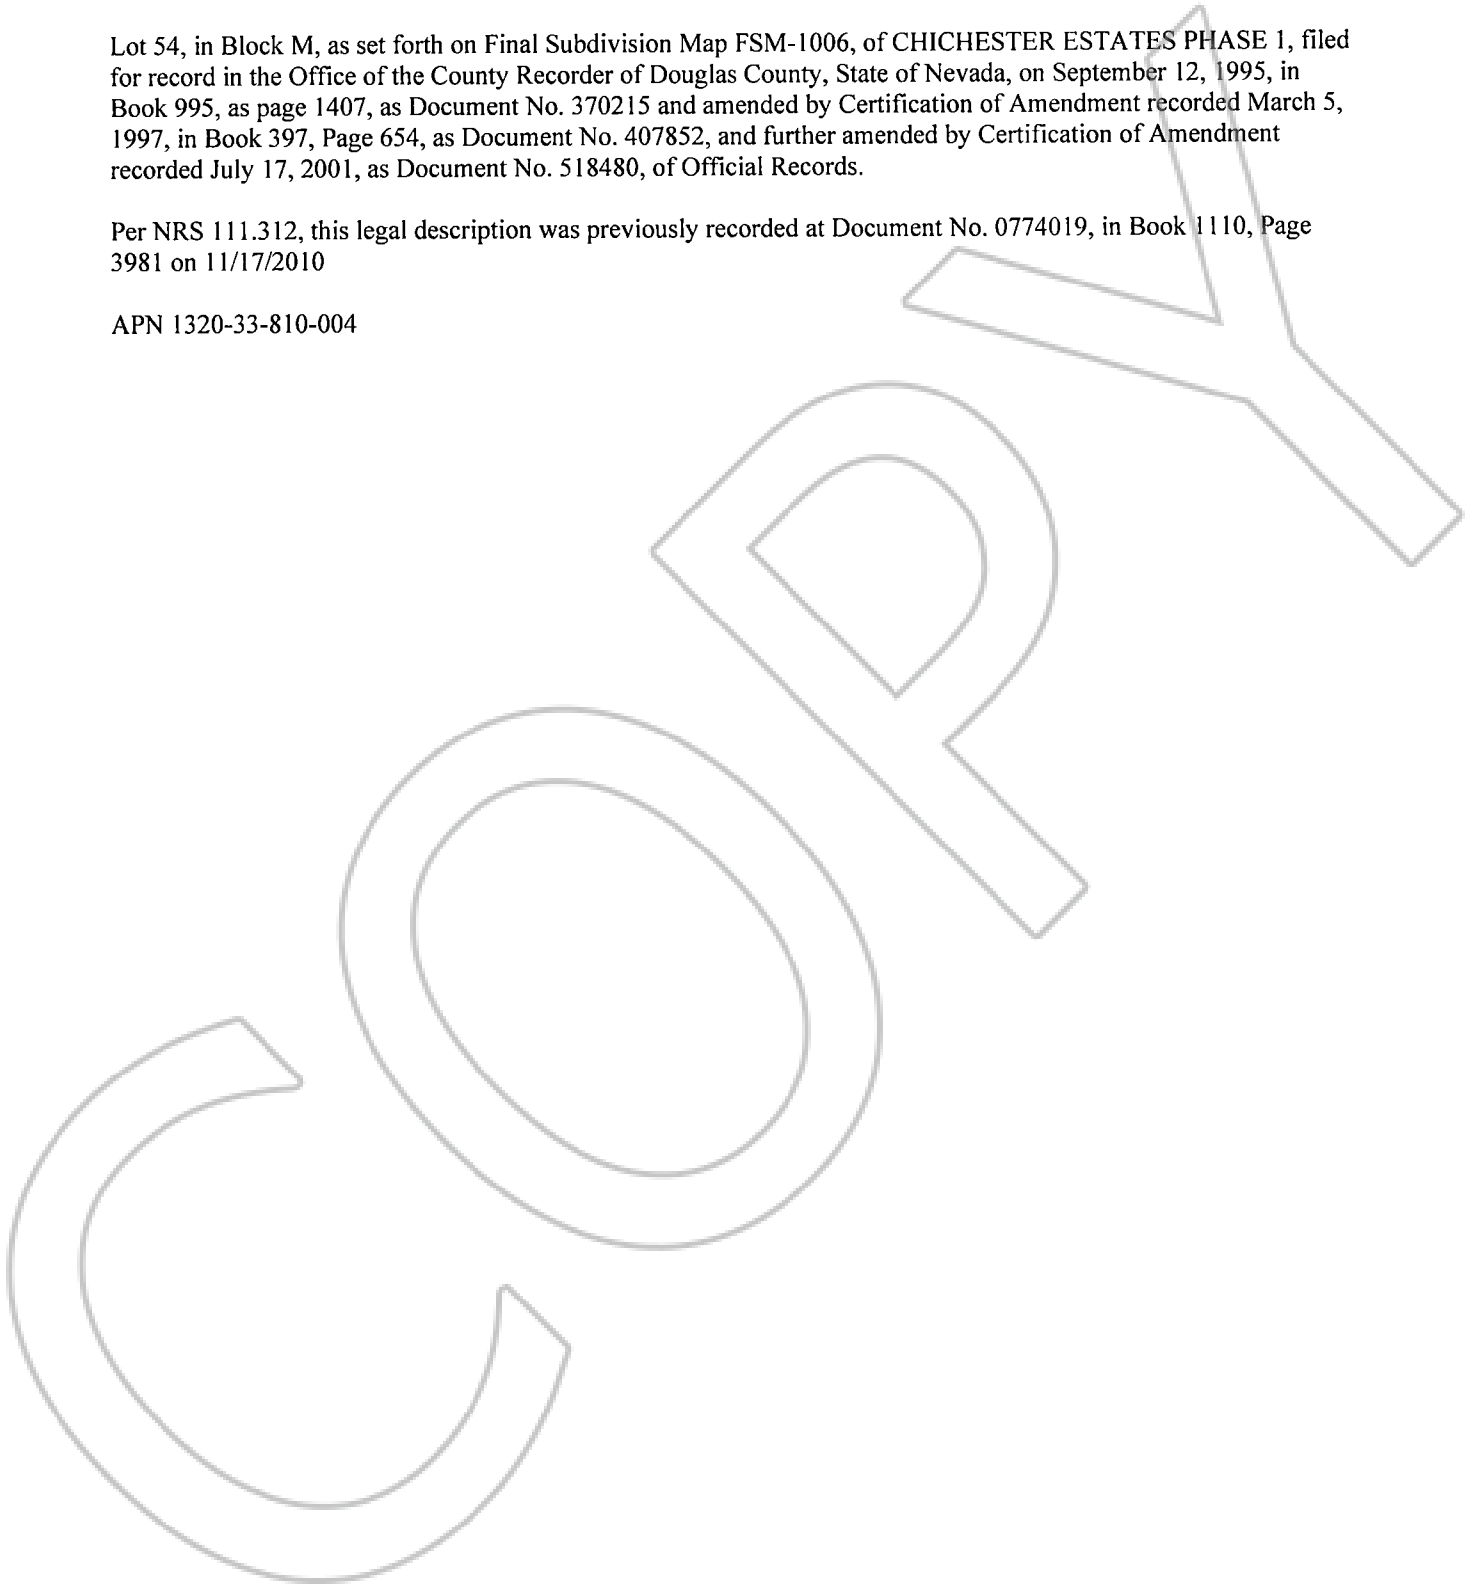 Lot 54, in Block M, as set forth on Final Subdivision Map FSM-1006, of CHICHESTER ESTATES PHASE 1, filed
for record in the Office of the County Recorder of Douglas County, State of Nevada, on September 12, 1995, in
Book 995, as page 1407, as Document No. 370215 and amended by Certification of Amendment recorded March 5,
1997, in Book 397, Page 654, as Document No. 407852, and further amended by Certification of Amendment
recorded July 17, 2001, as Document No. 518480, of Official Records.
Per NRS 111.312, this legal description was previously recorded at Document No. 0774019, in Book 1110, Page
3981 on 11/17/2010
APN 1320-33-810-004
COPY